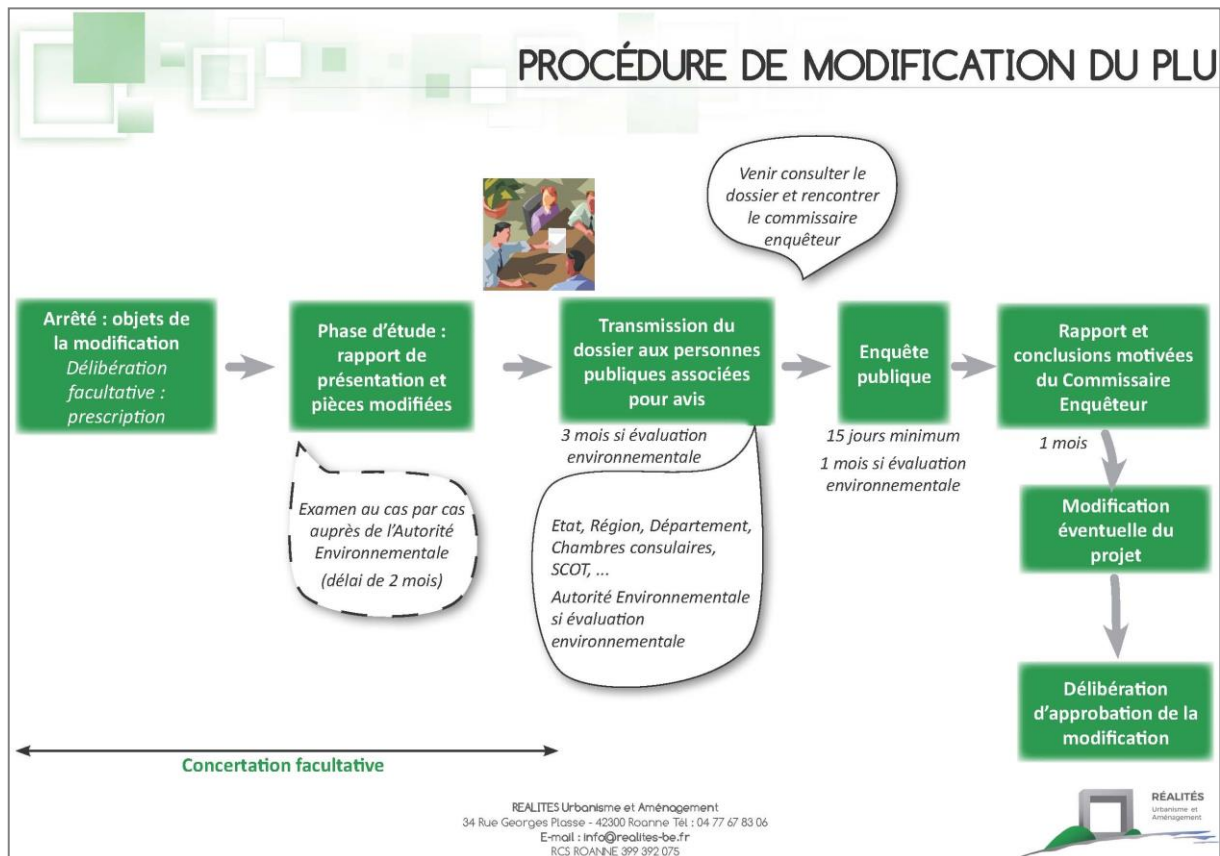 PROCÉDURE DE MODIFICATION DU PLU
Venir consulter le
dossier et rencontrer
le commissaire
enquêteur
Arrêté : objets de
la modification
Délibération
facultative :
prescription
Phase d'étude :
rapport de
présentation et
pièces modifiées
Transmission du
dossier aux personnes
publiques associées
pour avis
Enquête
publique
Rapport et
conclusions motivées
du Commissaire
Enquêteur
3 mois si évaluation
environnementale
15 jours minimum
1 mois si évaluation
environnementale
1 mois
Examen au cas par cas
auprès de l'Autorité
Environnementale
(délai de 2 mois)
Etat, Région, Département,
Chambres consulaires,
SCOT, ...
Autorité Environnementale
si évaluation
environnementale
Modification
éventuelle du
projet
Délibération
d'approbation de la
modification
Concertation facultative
REALITES Urbanisme et Aménagement
34 Rue Georges Plasse - 42300 Roanne Tél : 04 77 67 83 06
E-mail : info@realites-be.fr
RCS ROANNE 399 392 075
RÉALITÉS
Urbanisme et
Aménagement